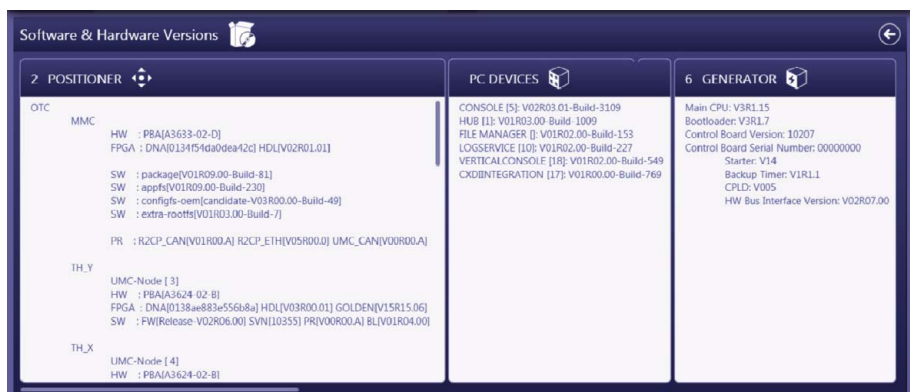 Software & Hardware Versions
2 POSITIONER
OTC
MMC
HW : PBA[A3633-02-D]
FPGA : DNA[0134f54da0dea42c] HDL[V02R01.01]
SW : package[V01R09.00-Build-81]
SW : appfs[V01R09.00-Build-230]
SW : configfs-oem[candidate-V03R00.00-Build-49]
SW : extra-rootfs[V01R03.00-Build-7]
PR : R2CP_CAN[V01R00.A] R2CP_ETH[V05R00.0] UMC_CAN[V00R00.A]
TH_Y
UMC-Node [ 3]
HW : PBA[A3624-02-B]
FPGA : DNA[0138ae883e556b8a] HDL[V03R00.01] GOLDEN[V15R15.06]
SW : FW[Release-V02R06.00] SVN[10355] PR[V00R00.A] BL[V01R04.00]
TH_X
UMC-Node [ 4]
HW : PBA[A3624-02-B]
PC DEVICES
CONSOLE [5]: V02R03.01-Build-3109
HUB [1]: V01R03.00-Build-1009
FILE MANAGER []: V01R02.00-Build-153
LOGSERVICE [10]: V01R02.00-Build-227
VERTICALCONSOLE [18]: V01R02.00-Build-549
CXDIINTEGRATION [17]: V01R00.00-Build-769
6 GENERATOR
Main CPU: V3R1.15
Bootloader: V3R1.7
Control Board Version: 10207
Control Board Serial Number: 00000000
Starter: V14
Backup Timer: V1R1.1
CPLD: V005
HW Bus Interface Version: V02R07.00